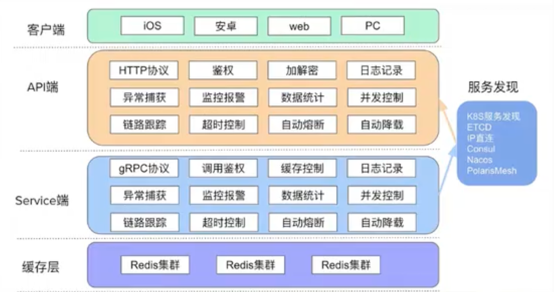 客户端
iOS 安卓 web PC
API端
HTTP协议 鉴权 加解密 日志记录
异常捕获 监控报警 数据统计 并发控制
链路跟踪 超时控制 自动熔断 自动降载
服务发现
K8S服务发现
ETCD
IP直连
Consul
Nacos
PolarisMesh
Service端
gRPC协议 调用鉴权 缓存控制 日志记录
异常捕获 监控报警 数据统计 并发控制
链路跟踪 超时控制 自动熔断 自动降载
缓存层
Redis集群 Redis集群 Redis集群